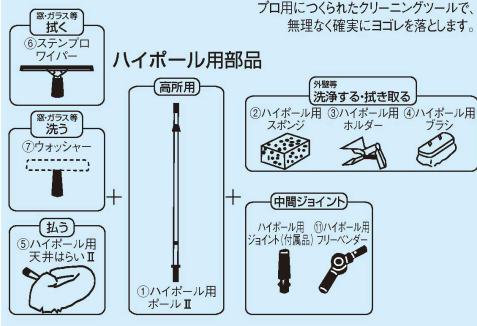 プロ用につくられたクリーニングツールで、
無理なく確実にヨゴレを落とします。
ハイポール用部品
窓・ガラス等
拭く
⑥ステンプロ
ワイパー
窓・ガラス等
洗う
⑦ウォッシャー
払う
⑤ハイポール用
天井はらいⅡ
+
高所用
①ハイポール用
ポールⅡ
+
外壁等
洗浄する・拭き取る
②ハイポール用
スポンジ
③ハイポール用
ホルダー
④ハイポール用
ブラシ
中間ジョイント
ハイポール用
ジョイント(付属品)
⑪ハイポール用
フリーベンダー